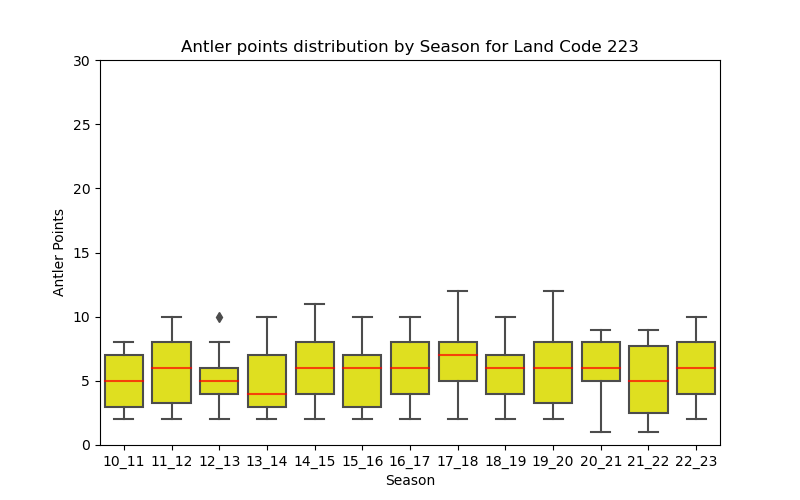 Antler points distribution by Season for Land Code 223
30
25
20
15
10
5
0
Antler Points
10_11 11_12 12_13 13_14 14_15 15_16 16_17 17_18 18_19 19_20 20_21 21_22 22_23
Season